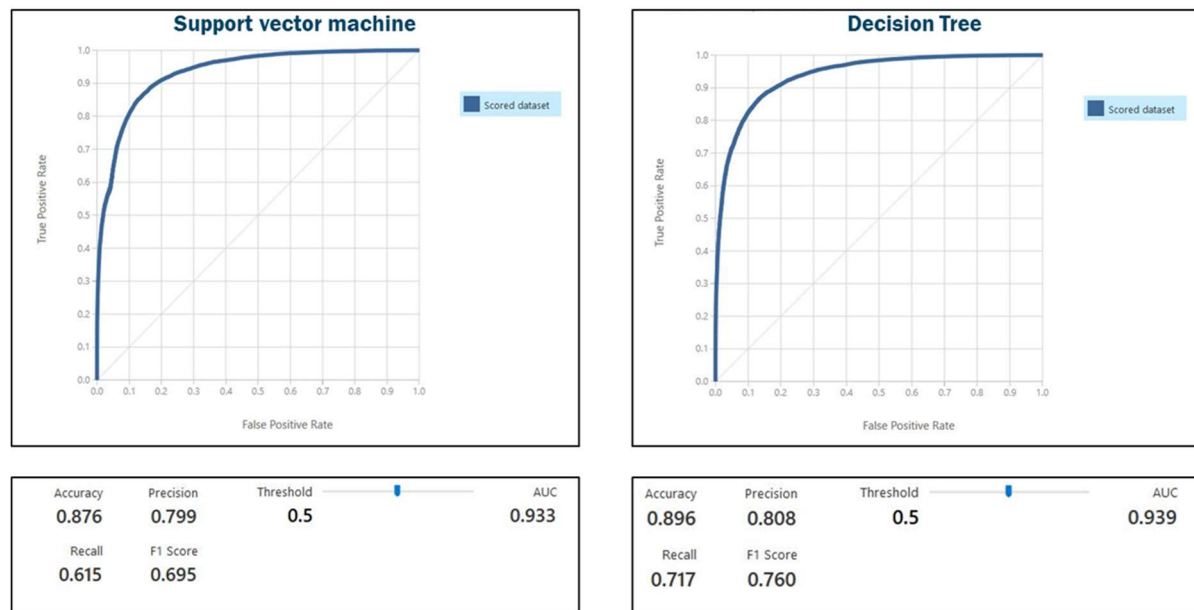 Support vector machine
1.0
0.9
0.8
0.7
0.6
0.5
0.4
0.3
0.2
0.1
0.0
True Positive Rate
0.0 0.1 0.2 0.3 0.4 0.5 0.6 0.7 0.8 0.9 1.0
False Positive Rate
Scored dataset
Accuracy Precision Threshold AUC
0.876 0.799 0.5 0.933
Recall F1 Score
0.615 0.695
Decision Tree
1.0
0.9
0.8
0.7
0.6
0.5
0.4
0.3
0.2
0.1
0.0
True Positive Rate
0.0 0.1 0.2 0.3 0.4 0.5 0.6 0.7 0.8 0.9 1.0
False Positive Rate
Scored dataset
Accuracy Precision Threshold AUC
0.896 0.808 0.5 0.939
Recall F1 Score
0.717 0.760